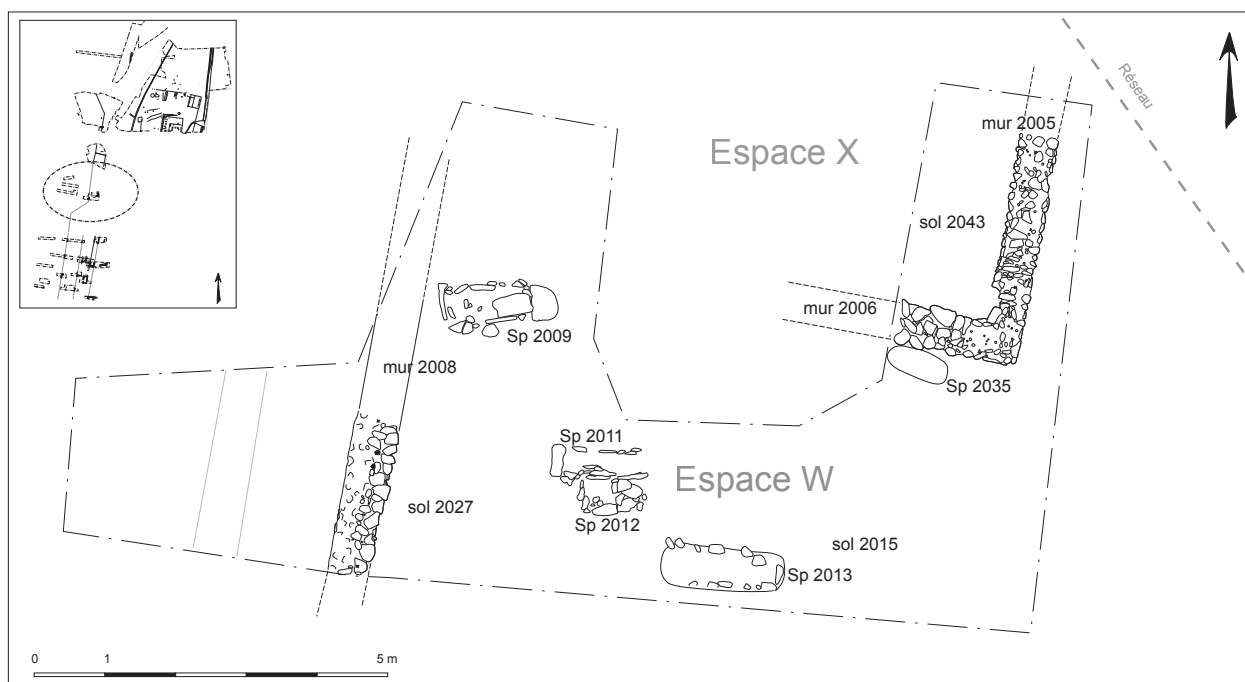 Réseau
mur 2005
Espace X
sol 2043
mur 2006
Sp 2009
mur 2008
Sp 2035
Sp 2011
Espace W
sol 2027
Sp 2012
sol 2015
Sp 2013
0 1 5 m